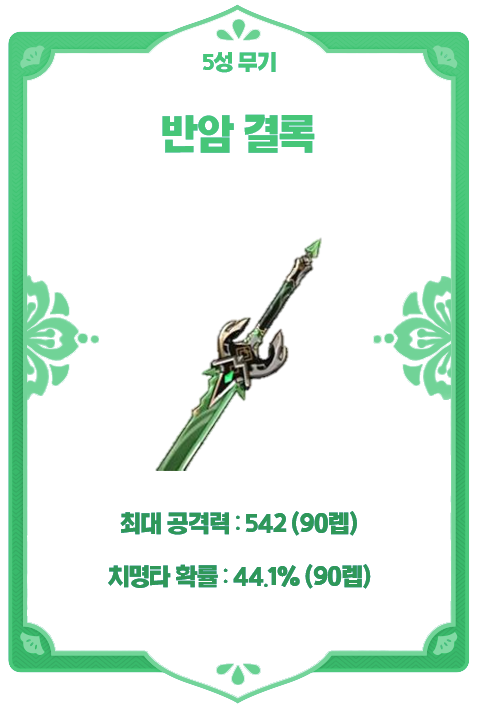 5성 무기
반암 결록
최대 공격력 : 542 (90렙)
치명타 확률 : 44.1% (90렙)